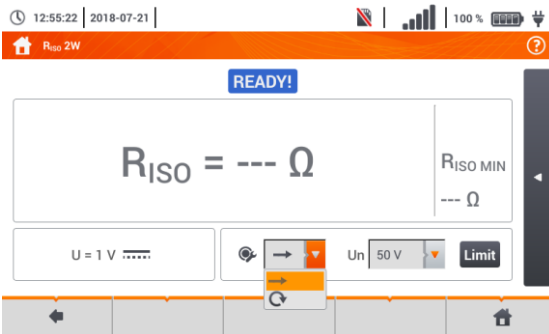 12:55:22 2018-07-21 100 %
RISO 2W
READY!
RISO = --- Ω
RISO MIN
--- Ω
U = 1 V
Un 50 V Limit